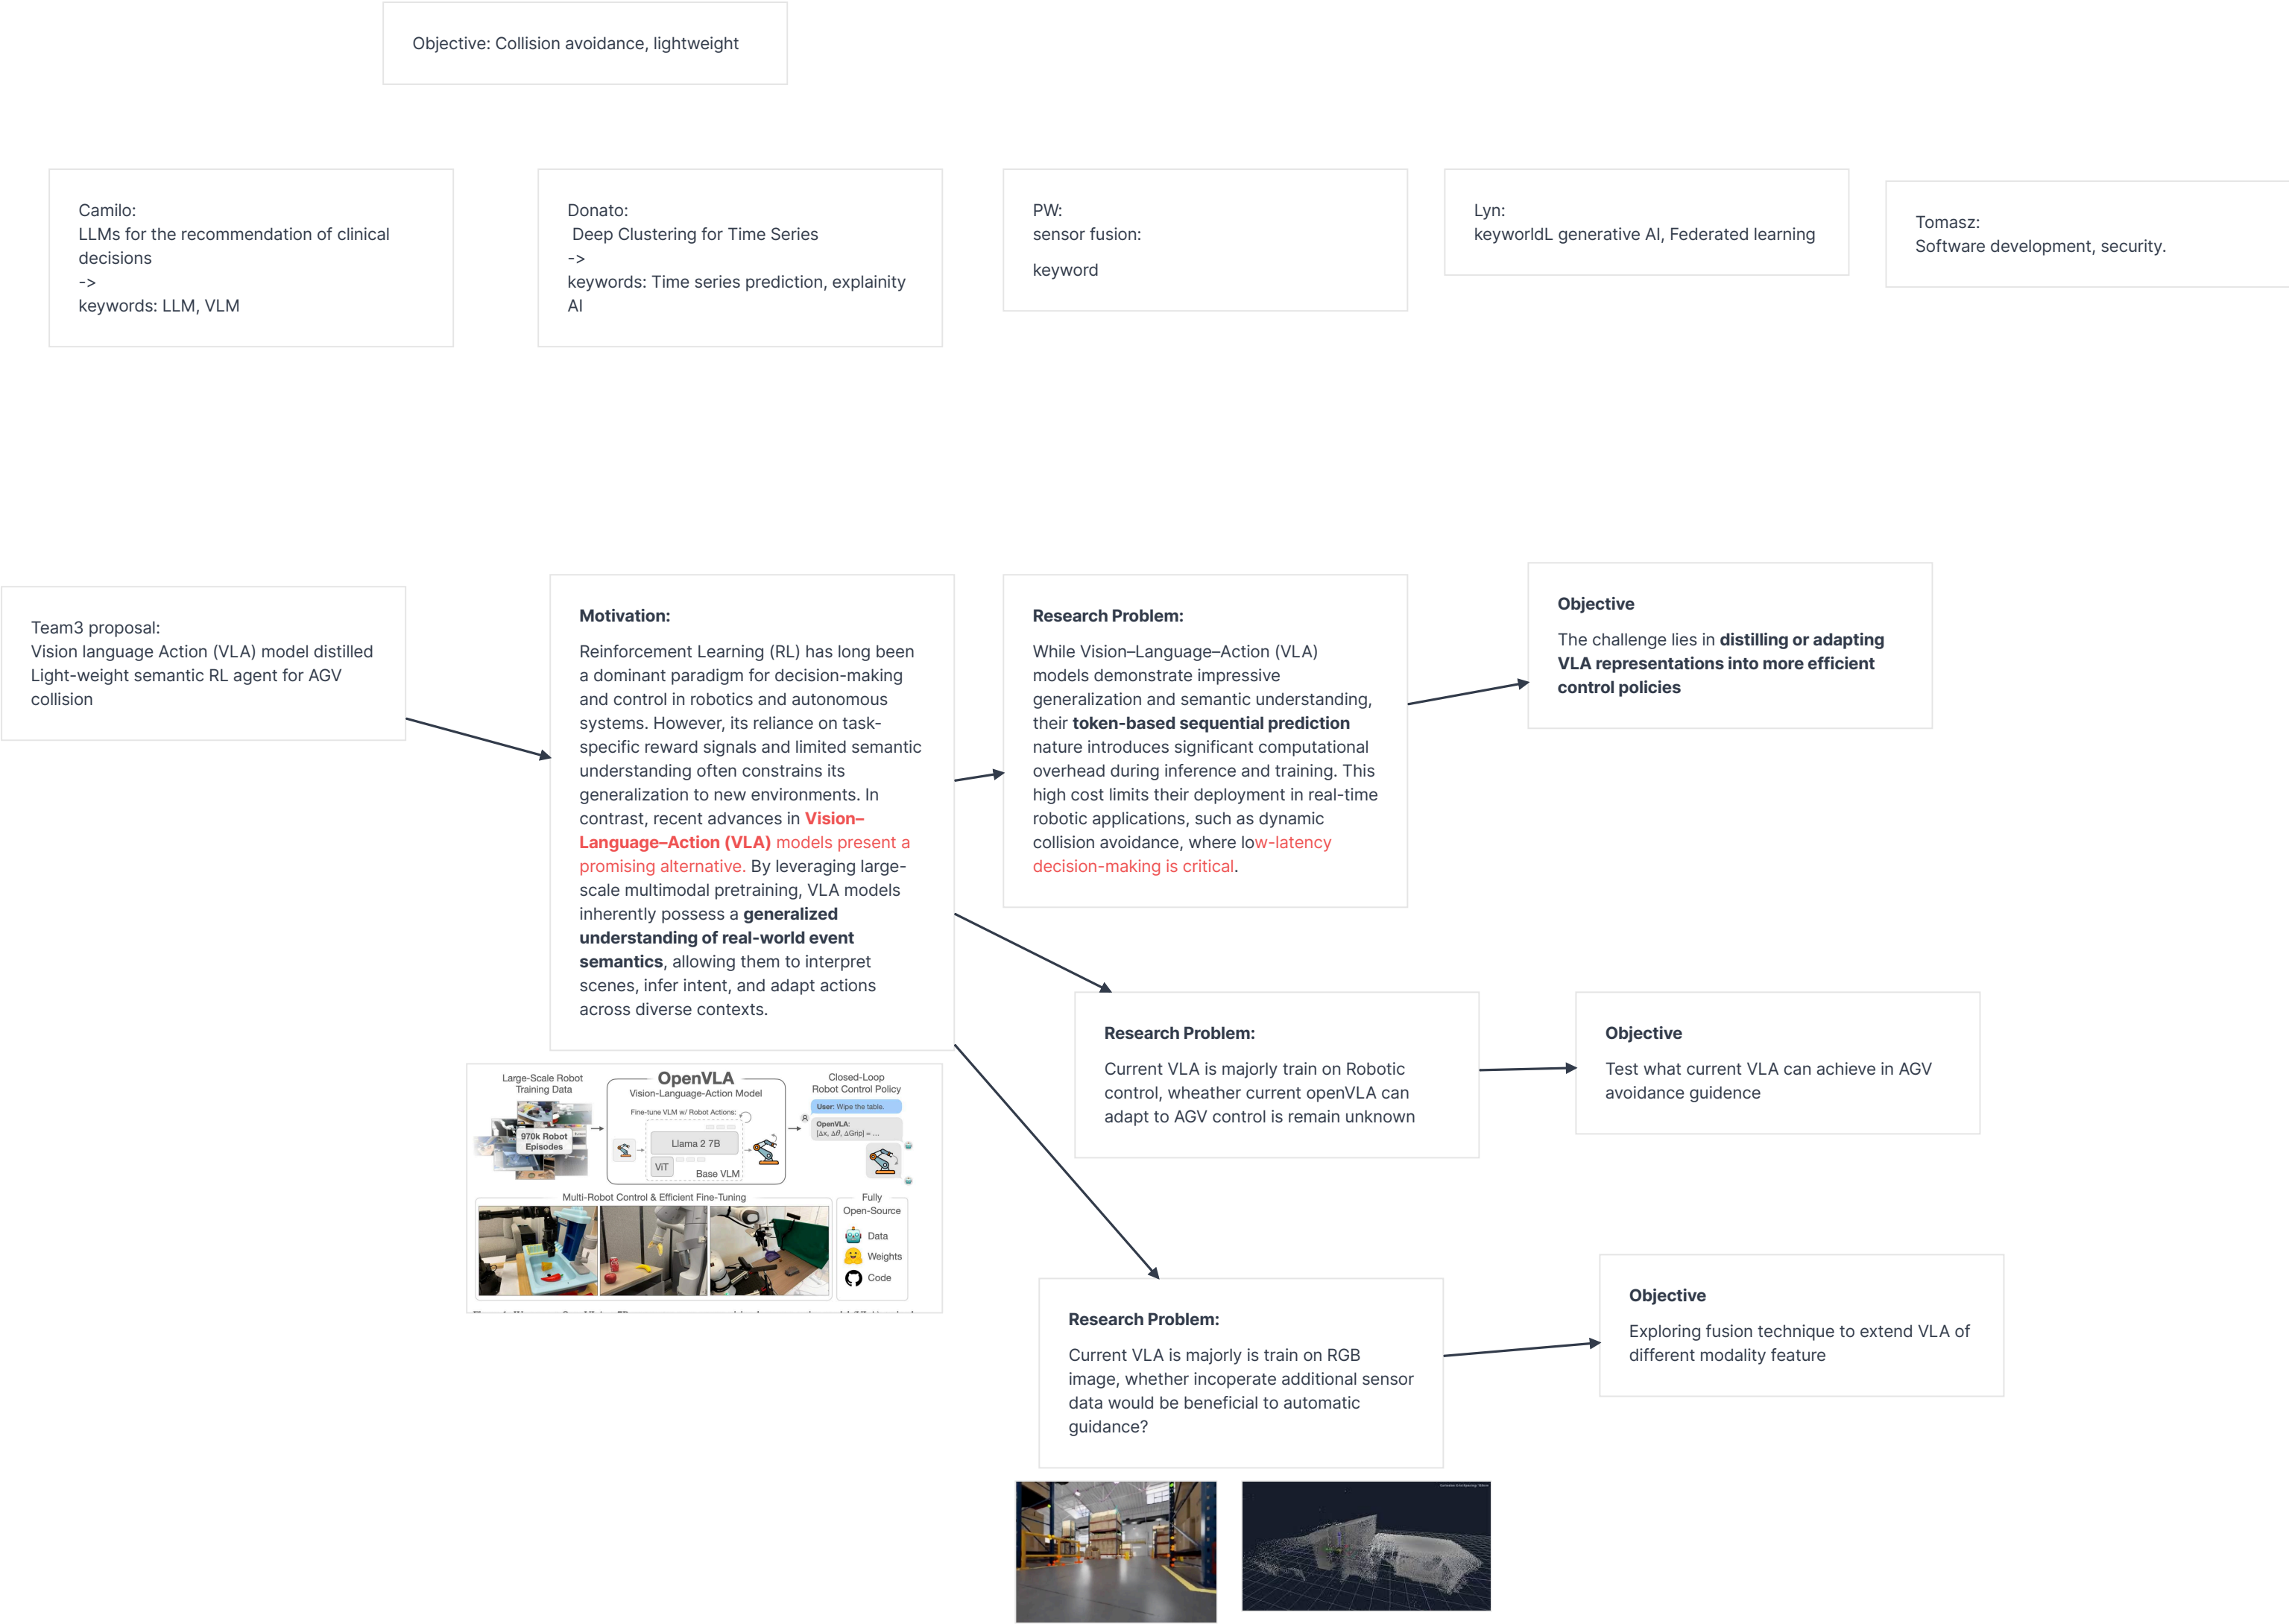 Objective: Collision avoidance, lightweight
Camilo:
LLMs for the recommendation of clinical
decisions
->
keywords: LLM, VLM
Donato:
Deep Clustering for Time Series
->
keywords: Time series prediction, explainity
AI
PW:
sensor fusion:
keyword
Lyn:
keyworldL generative AI, Federated learning
Tomasz:
Software development, security.
Team3 proposal:
Vision language Action (VLA) model distilled
Light-weight semantic RL agent for AGV
collision
Motivation:
Reinforcement Learning (RL) has long been
a dominant paradigm for decision-making
and control in robotics and autonomous
systems. However, its reliance on task-
specific reward signals and limited semantic
understanding often constrains its
generalization to new environments. In
contrast, recent advances in Vision–
Language–Action (VLA) models present a
promising alternative. By leveraging large-
scale multimodal pretraining, VLA models
inherently possess a generalized
understanding of real-world event
semantics, allowing them to interpret
scenes, infer intent, and adapt actions
across diverse contexts.
Research Problem:
While Vision–Language–Action (VLA)
models demonstrate impressive
generalization and semantic understanding,
their token-based sequential prediction
nature introduces significant computational
overhead during inference and training. This
high cost limits their deployment in real-time
robotic applications, such as dynamic
collision avoidance, where low-latency
decision-making is critical.
Objective
The challenge lies in distilling or adapting
VLA representations into more efficient
control policies
Research Problem:
Current VLA is majorly train on Robotic
control, wheather current openVLA can
adapt to AGV control is remain unknown
Objective
Test what current VLA can achieve in AGV
avoidance guidence
Large-Scale Robot
Training Data
970k Robot
Episodes
OpenVLA
Vision-Language-Action Model
Fine-tune VLM w/ Robot Actions:
Llama 2 7B
ViT
Base VLM
Closed-Loop
Robot Control Policy
User: Wipe the table.
OpenVLA:
[Δx, Δθ, ΔGrip] = ...
Multi-Robot Control & Efficient Fine-Tuning
Fully
Open-Source
Data
Weights
Code
Research Problem:
Current VLA is majorly is train on RGB
image, whether incoperate additional sensor
data would be beneficial to automatic
guidance?
Objective
Exploring fusion technique to extend VLA of
different modality feature